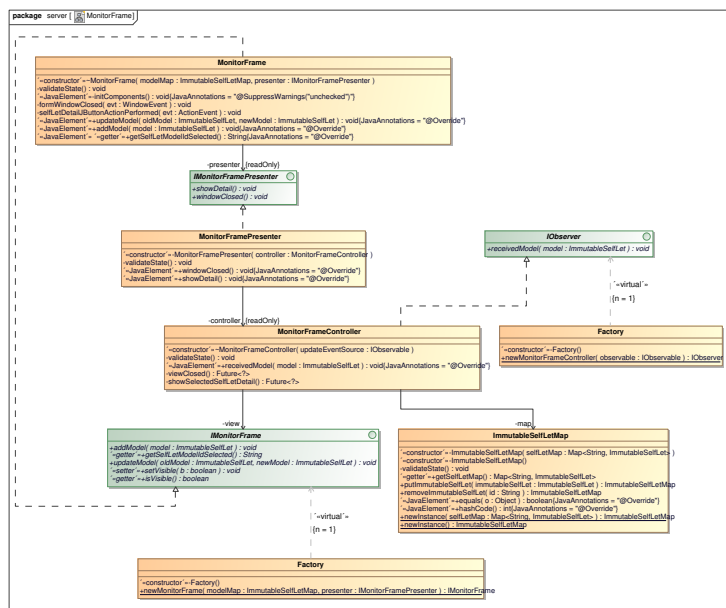 package server [ MonitorFrame]
MonitorFrame
«constructor»~MonitorFrame( modelMap : ImmutableSelfLetMap, presenter : IMonitorFramePresenter )
-validateState() : void
«JavaElement»-initComponents() : void{JavaAnnotations = "@SuppressWarnings("unchecked")"}
-formWindowClosed( evt : WindowEvent ) : void
-selfLetDetailJButtonActionPerformed( evt : ActionEvent ) : void
«JavaElement»+updateModel( oldModel : ImmutableSelfLet, newModel : ImmutableSelfLet ) : void{JavaAnnotations = "@Override"}
«JavaElement»+addModel( model : ImmutableSelfLet ) : void{JavaAnnotations = "@Override"}
«JavaElement» «getter»+getSelfLetModelIdSelected() : String{JavaAnnotations = "@Override"}
-presenter {readOnly}
IMonitorFramePresenter
+showDetail() : void
+windowClosed() : void
MonitorFramePresenter
«constructor»~MonitorFramePresenter( controller : MonitorFrameController )
-validateState() : void
«JavaElement»+windowClosed() : void{JavaAnnotations = "@Override"}
«JavaElement»+showDetail() : void{JavaAnnotations = "@Override"}
IObserver
+receivedModel( model : ImmutableSelfLet ) : void
«virtual»
{n = 1}
-controller {readOnly}
MonitorFrameController
«constructor»~MonitorFrameController( updateEventSource : IObservable )
-validateState() : void
«JavaElement»+receivedModel( model : ImmutableSelfLet ) : void{JavaAnnotations = "@Override"}
~viewClosed() : Future<?>
~showSelectedSelfLetDetail() : Future<?>
Factory
«constructor»-Factory()
+newMonitorFrameController( observable : IObservable ) : IObserver
-view
-map
IMonitorFrame
+addModel( model : ImmutableSelfLet ) : void
«getter»+getSelfLetModelIdSelected() : String
+updateModel( oldModel : ImmutableSelfLet, newModel : ImmutableSelfLet ) : void
«setter»+setVisible( b : boolean ) : void
«getter»+isVisible() : boolean
ImmutableSelfLetMap
«constructor»-ImmutableSelfLetMap( selfLetMap : Map<String, ImmutableSelfLet> )
«constructor»-ImmutableSelfLetMap()
-validateState() : void
«getter»+getSelfLetMap() : Map<String, ImmutableSelfLet>
+putImmutableSelfLet( immutableSelfLet : ImmutableSelfLet ) : ImmutableSelfLetMap
+removeImmutableSelfLet( id : String ) : ImmutableSelfLetMap
«JavaElement»+equals( o : Object ) : boolean{JavaAnnotations = "@Override"}
«JavaElement»+hashCode() : int{JavaAnnotations = "@Override"}
+newInstance( selfLetMap : Map<String, ImmutableSelfLet> ) : ImmutableSelfLetMap
+newInstance() : ImmutableSelfLetMap
«virtual»
{n = 1}
Factory
«constructor»-Factory()
+newMonitorFrame( modelMap : ImmutableSelfLetMap, presenter : IMonitorFramePresenter ) : IMonitorFrame